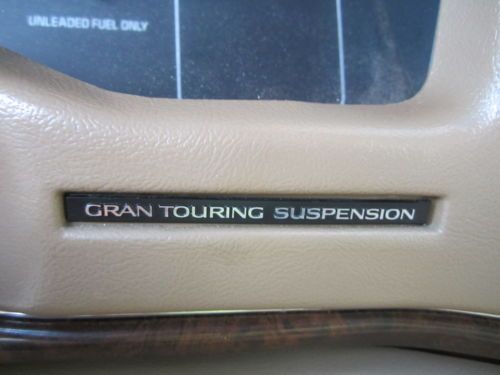 UNLEADED FUEL ONLY
GRAN TOURING SUSPENSION